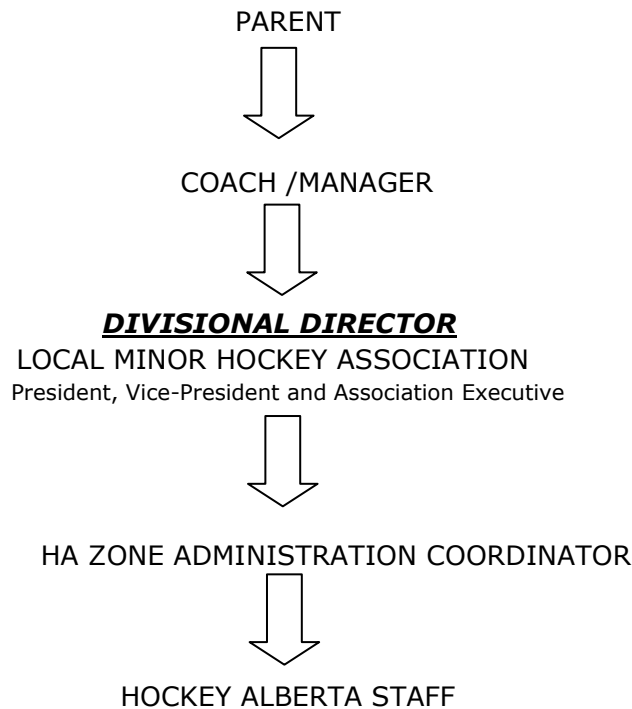 PARENT
COACH /MANAGER
DIVISIONAL DIRECTOR
LOCAL MINOR HOCKEY ASSOCIATION
President, Vice-President and Association Executive
HA ZONE ADMINISTRATION COORDINATOR
HOCKEY ALBERTA STAFF